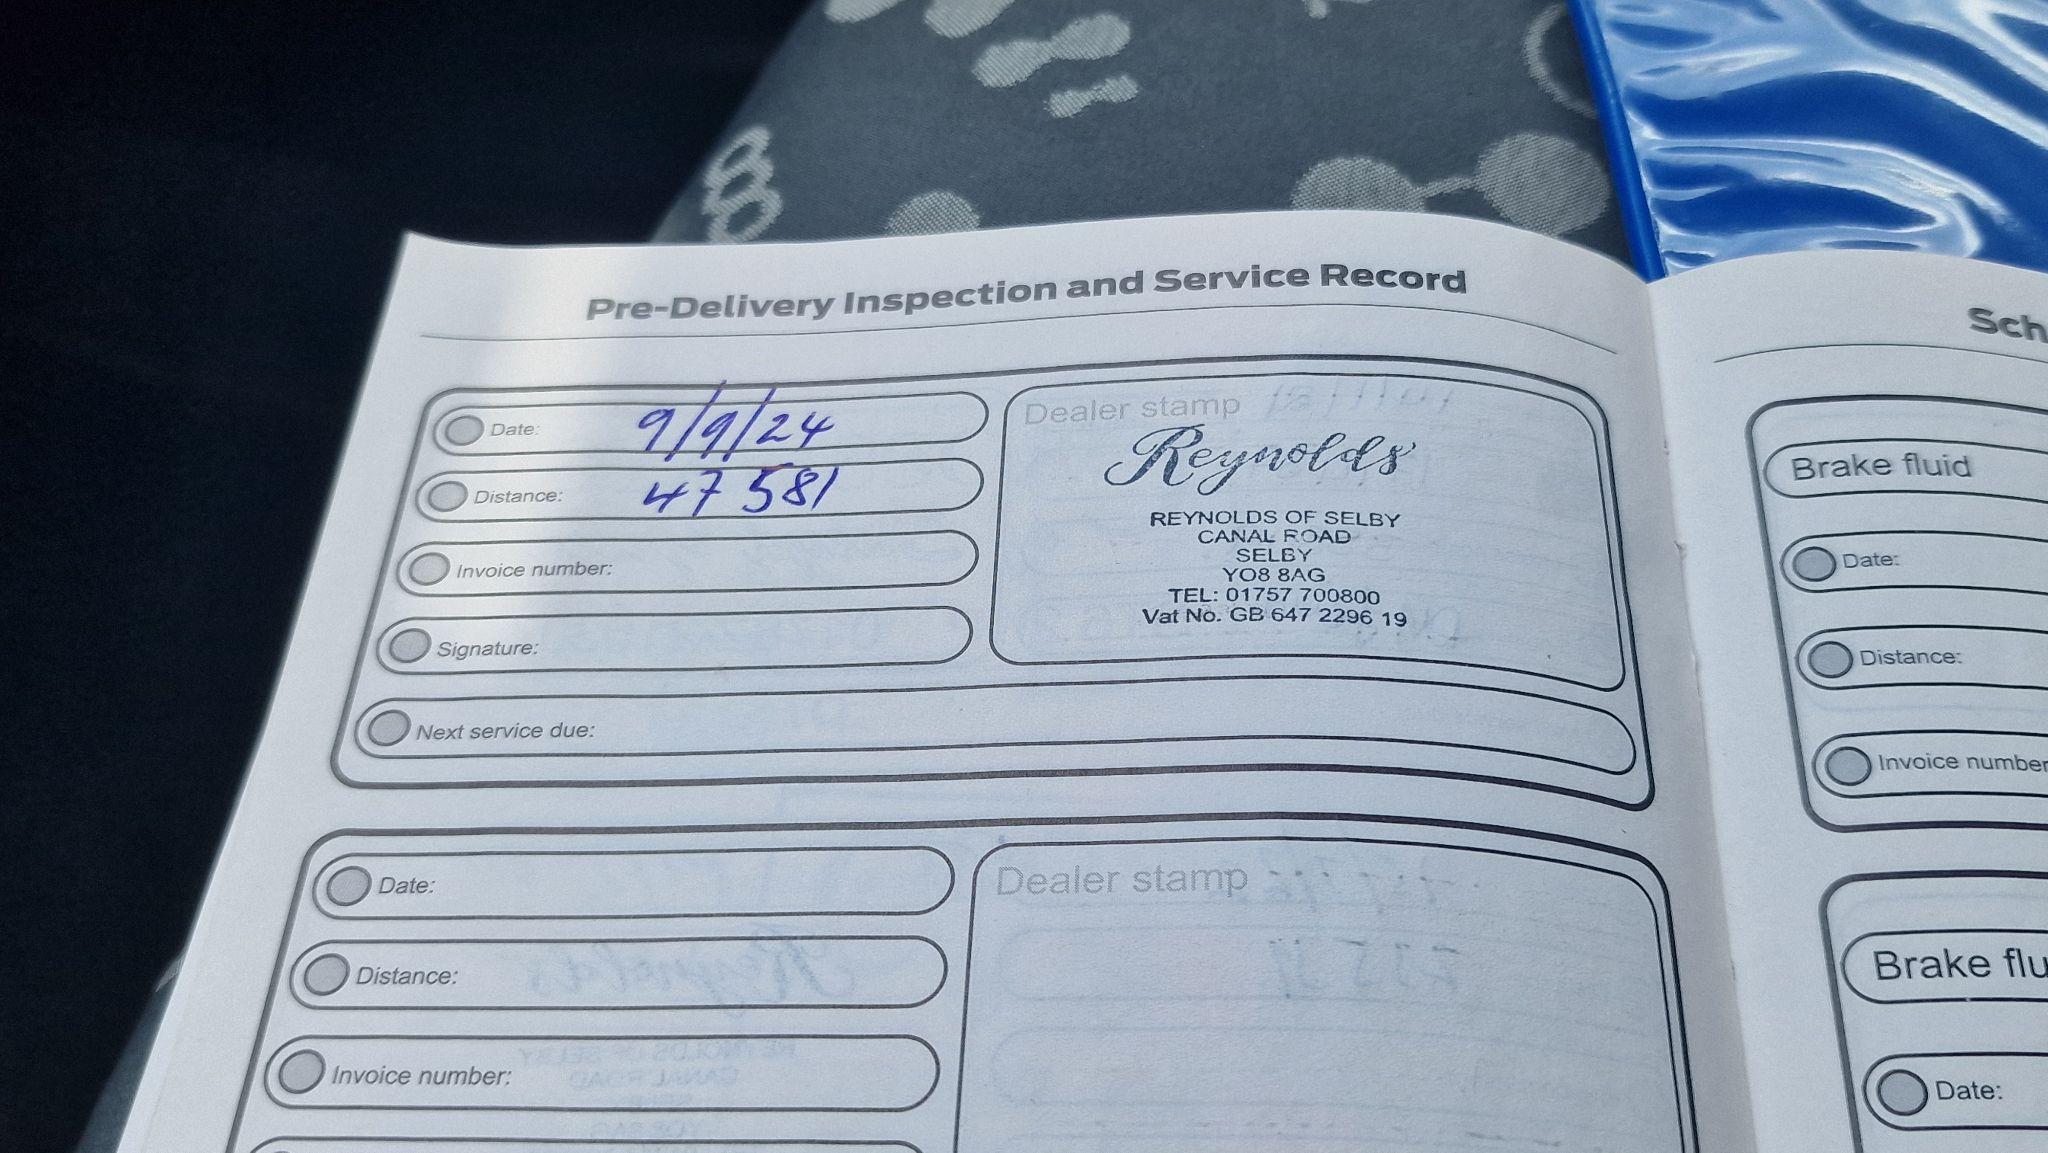 Pre-Delivery Inspection and Service Record
Date: 9/9/24
Distance: 47 581
Invoice number:
Signature:
Next service due:
Dealer stamp
Reynolds
REYNOLDS OF SELBY
CANAL ROAD
SELBY
YO8 8AG
TEL: 01757 700800
Vat No. GB 647 2296 19
Date:
Distance:
Invoice number:
Dealer stamp
Sch
Brake fluid
Date:
Distance:
Invoice number
Brake flu
Date: